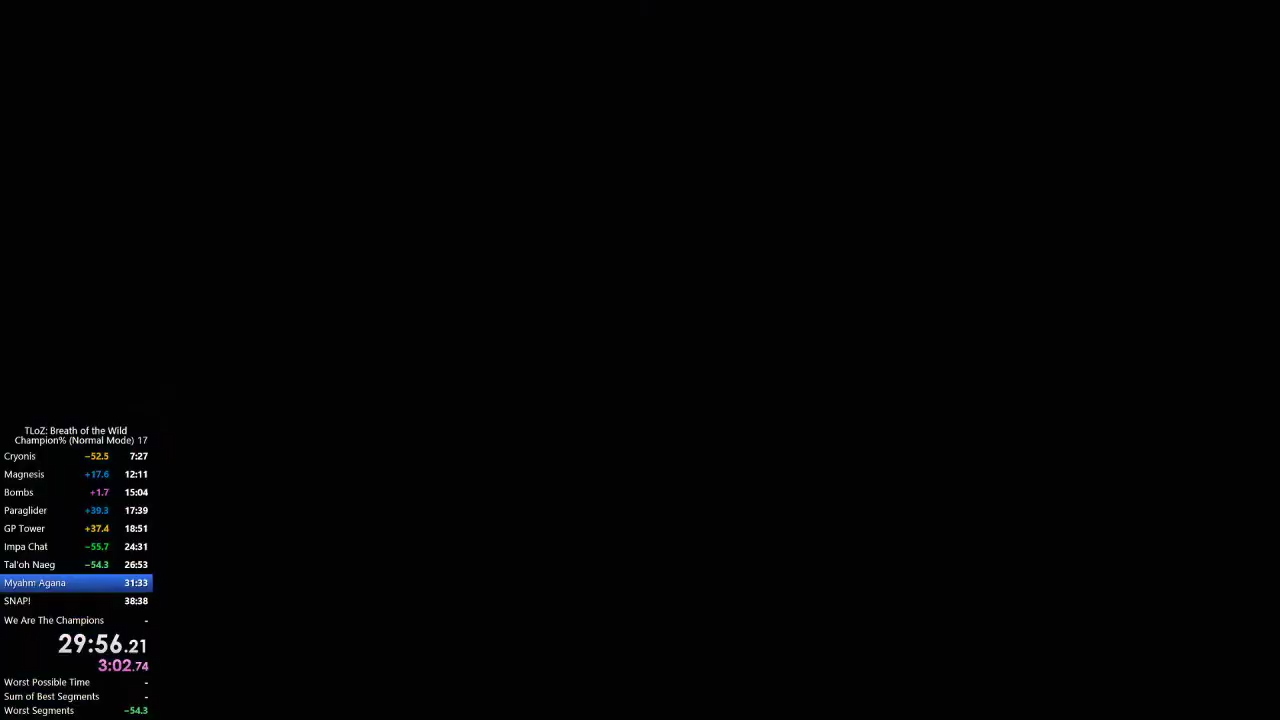 TLoZ: Breath of the Wild
Champion% (Normal Mode) 17
Cryonis −52.5 7:27
Magnesis +17.6 12:11
Bombs +1.7 15:04
Paraglider +39.3 17:39
GP Tower +37.4 18:51
Impa Chat −55.7 24:31
Tal'oh Naeg −54.3 26:53
Myahm Agana 31:33
SNAP! 38:38
We Are The Champions -
29:56.21
3:02.74
Worst Possible Time -
Sum of Best Segments -
Worst Segments −54.3